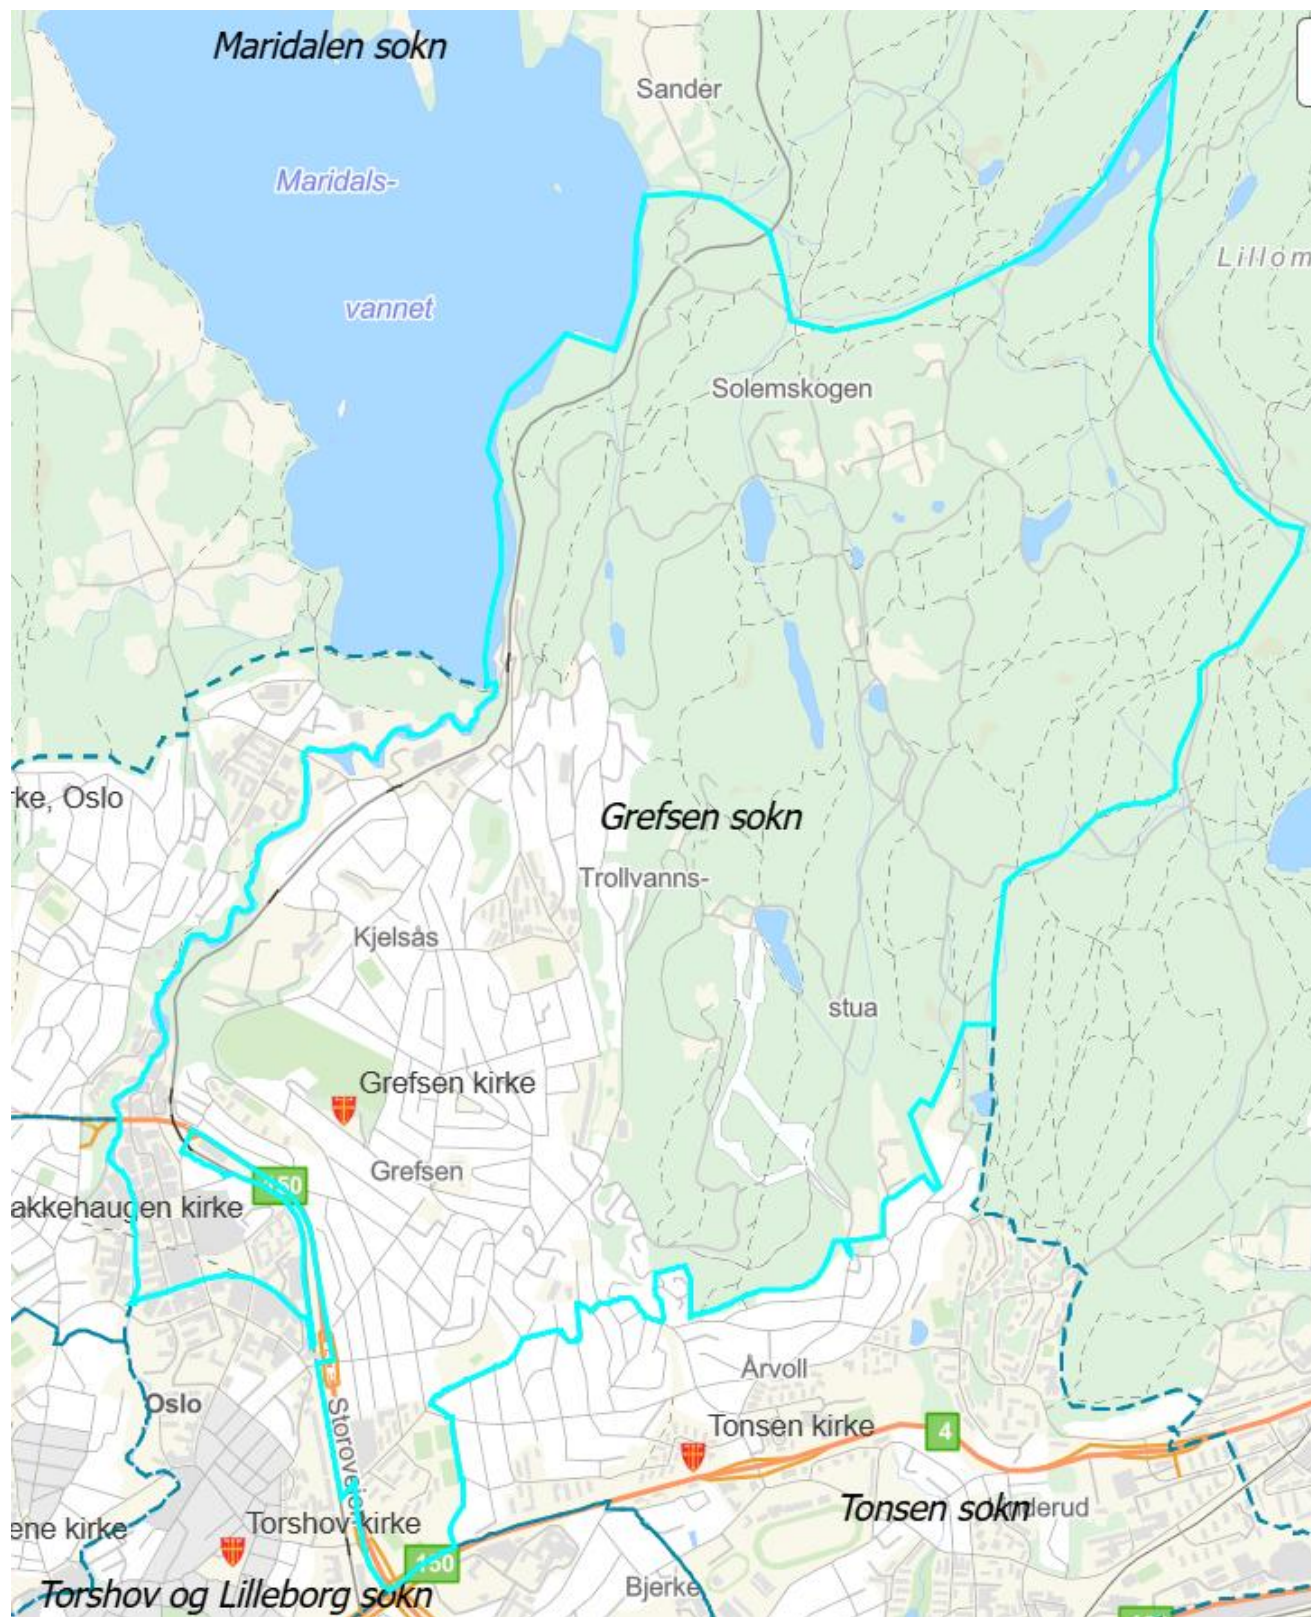 Maridalen sokn
Sander
Maridals-
vannet
Lillom
Solemskogen
rke, Oslo
Grefsen sokn
Trollvanns-
Kjelsås
stua
Grefsen kirke
Grefsen
150
akkehaugen kirke
Årvoll
Oslo
Tonsen kirke
4
Tonsen sokn
ene kirke
Torshov kirke
150
Bjerke
Torshov og Lilleborg sokn